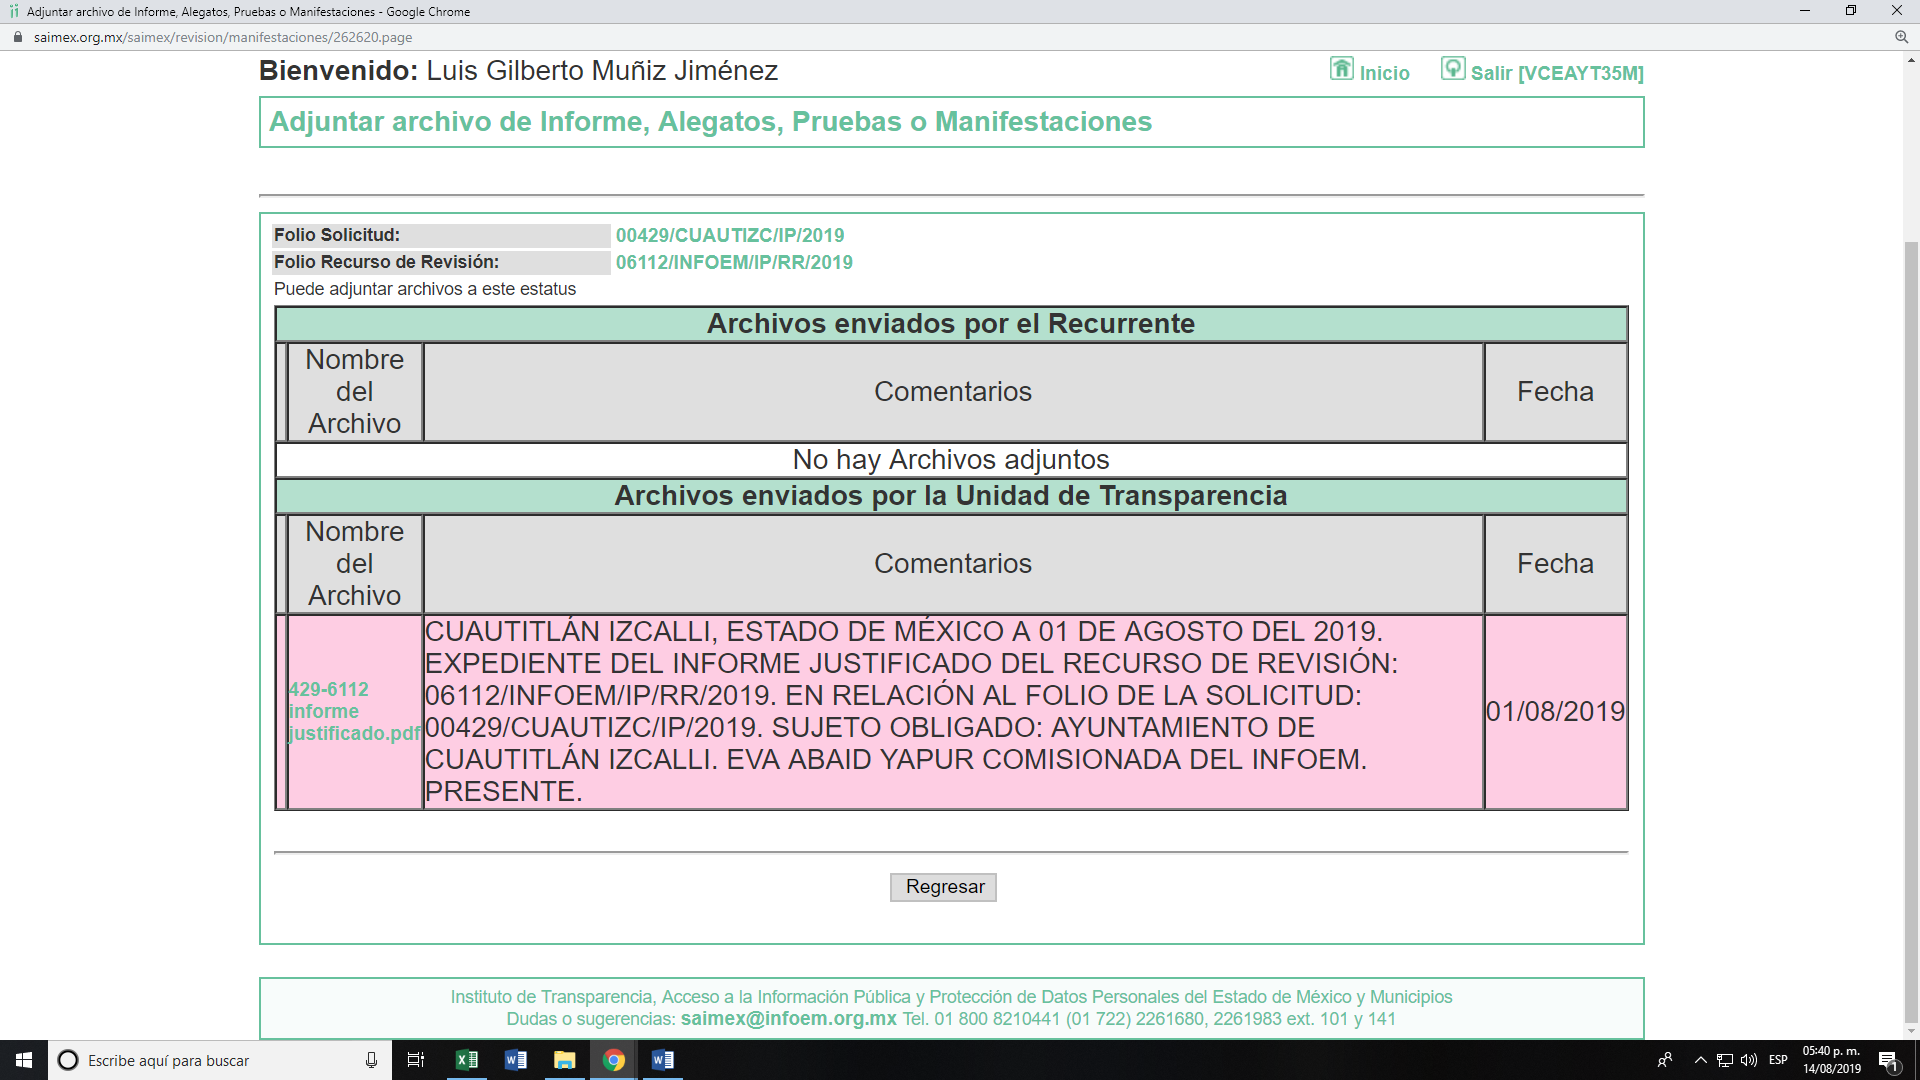 Adjuntar archivo de Informe, Alegatos, Pruebas o Manifestaciones - Google Chrome
saimex.org.mx/saimex/revision/manifestaciones/262620.page
Bienvenido: Luis Gilberto Muñiz Jiménez
Inicio
Salir [VCEAYT35M]
Adjuntar archivo de Informe, Alegatos, Pruebas o Manifestaciones
Folio Solicitud: 00429/CUAUTIZC/IP/2019
Folio Recurso de Revisión: 06112/INFOEM/IP/RR/2019
Puede adjuntar archivos a este estatus
Archivos enviados por el Recurrente
Nombre
del
Archivo
Comentarios
Fecha
No hay Archivos adjuntos
Archivos enviados por la Unidad de Transparencia
Nombre
del
Archivo
Comentarios
Fecha
429-6112
informe
justificado.pdf
CUAUTITLÁN IZCALLI, ESTADO DE MÉXICO A 01 DE AGOSTO DEL 2019.
EXPEDIENTE DEL INFORME JUSTIFICADO DEL RECURSO DE REVISIÓN:
06112/INFOEM/IP/RR/2019. EN RELACIÓN AL FOLIO DE LA SOLICITUD:
00429/CUAUTIZC/IP/2019. SUJETO OBLIGADO: AYUNTAMIENTO DE
CUAUTITLÁN IZCALLI. EVA ABAID YAPUR COMISIONADA DEL INFOEM.
PRESENTE.
01/08/2019
Regresar
Instituto de Transparencia, Acceso a la Información Pública y Protección de Datos Personales del Estado de México y Municipios
Dudas o sugerencias: saimex@infoem.org.mx Tel. 01 800 8210441 (01 722) 2261680, 2261983 ext. 101 y 141
Escribe aquí para buscar
ESP
05:40 p. m.
14/08/2019
1